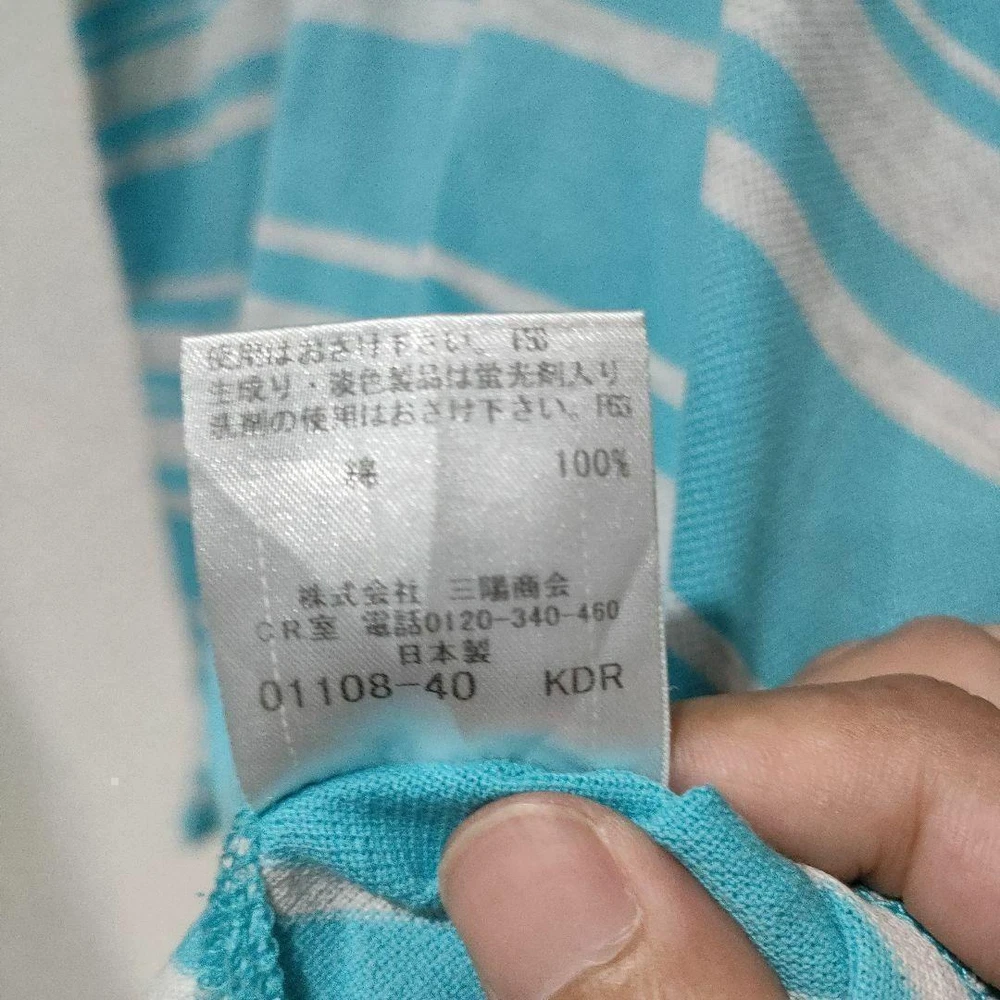 使用はおさけ下さい。F50
生成り・淡色製品は蛍光剤入り
洗剤の使用はおさけ下さい。F65
綿 100%
株式会社 三陽商会
CR室 電話0120-340-460
日本製
01108-40 KDR